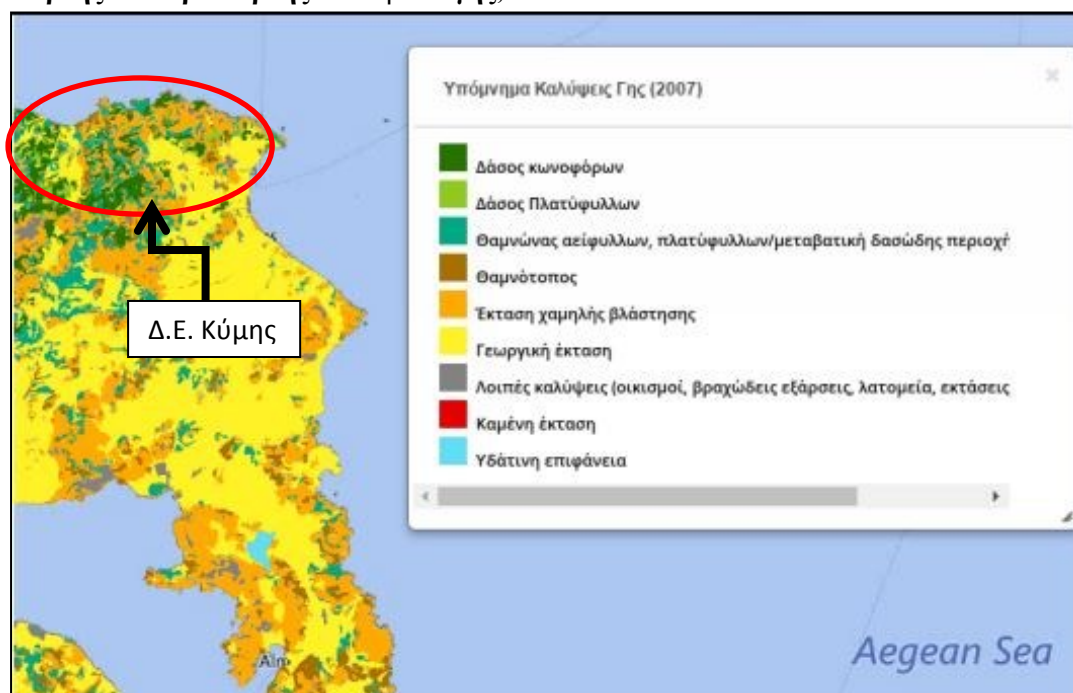 Υπόμνημα Καλύψεις Γης (2007)
Δάσος κωνοφόρων
Δάσος Πλατύφυλλων
Θαμνώνας αείφυλλων, πλατύφυλλων/μεταβατική δασώδης περιοχή
Θαμνότοπος
Έκταση χαμηλής βλάστησης
Γεωργική έκταση
Λοιπές καλύψεις (οικισμοί, βραχώδεις εξάρσεις, λατομεία, εκτάσεις
Καμένη έκταση
Υδάτινη επιφάνεια
Δ.Ε. Κύμης
Aegean Sea